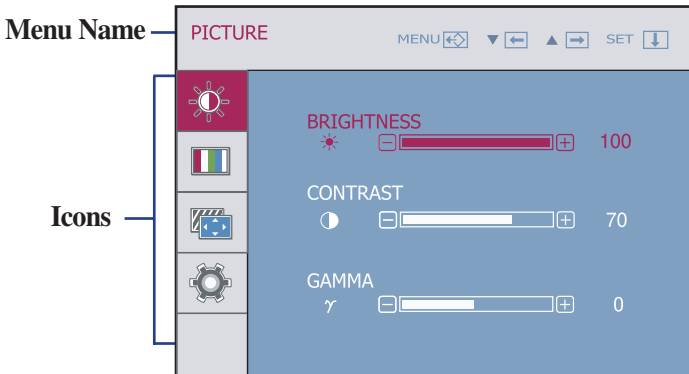 Menu Name
PICTURE
MENU ▼ ▲ SET
BRIGHTNESS
100
Icons
CONTRAST
70
GAMMA
γ 0